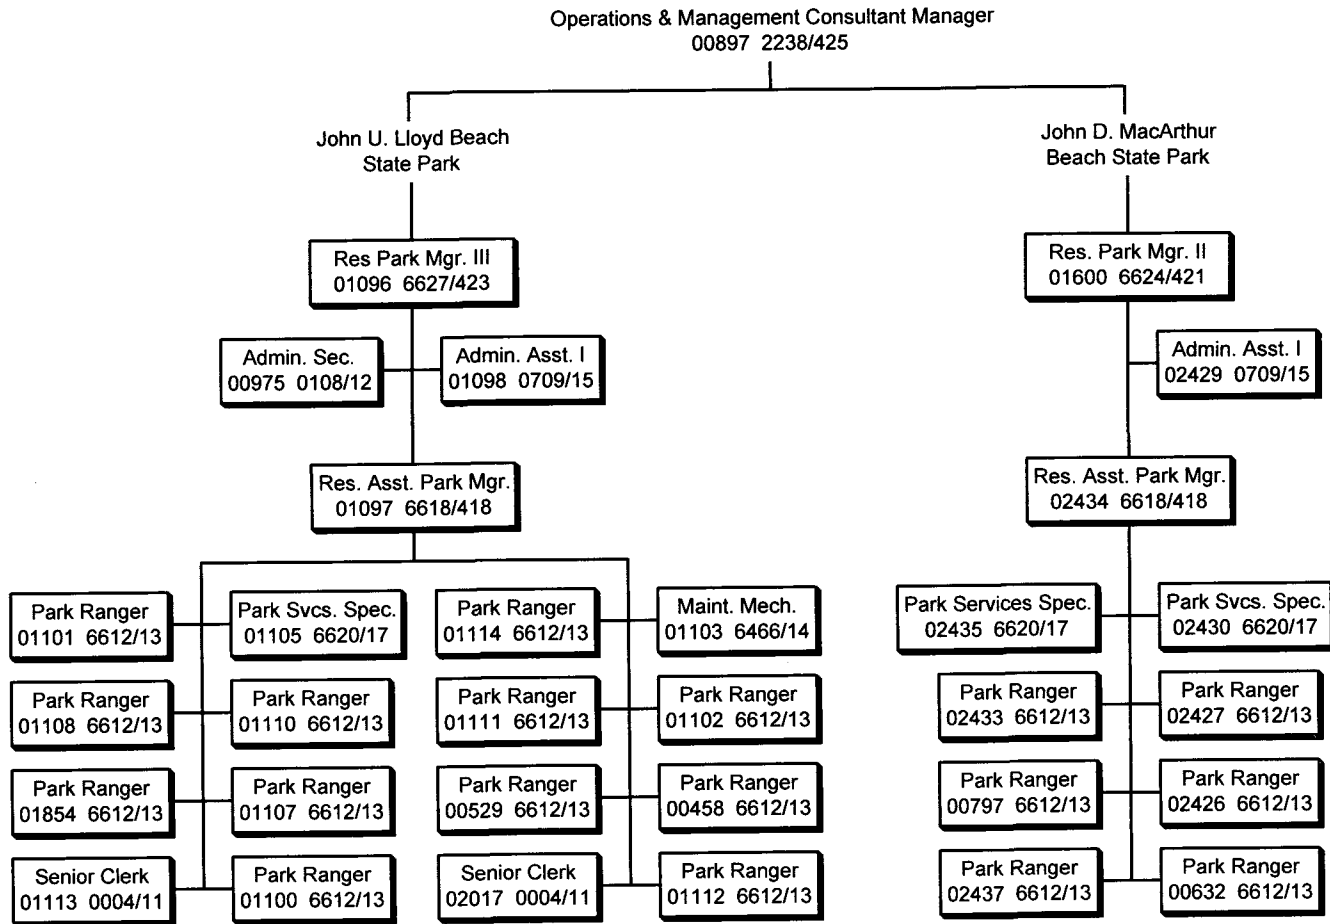 Operations & Management Consultant Manager
00897 2238/425
John U. Lloyd Beach
State Park
John D. MacArthur
Beach State Park
Res Park Mgr. III
01096 6627/423
Res. Park Mgr. II
01600 6624/421
Admin. Sec.
00975 0108/12
Admin. Asst. I
01098 0709/15
Admin. Asst. I
02429 0709/15
Res. Asst. Park Mgr.
01097 6618/418
Res. Asst. Park Mgr.
02434 6618/418
Park Ranger
01101 6612/13
Park Svcs. Spec.
01105 6620/17
Park Ranger
01114 6612/13
Maint. Mech.
01103 6466/14
Park Services Spec.
02435 6620/17
Park Svcs. Spec.
02430 6620/17
Park Ranger
01108 6612/13
Park Ranger
01110 6612/13
Park Ranger
01111 6612/13
Park Ranger
01102 6612/13
Park Ranger
02433 6612/13
Park Ranger
02427 6612/13
Park Ranger
01854 6612/13
Park Ranger
01107 6612/13
Park Ranger
00529 6612/13
Park Ranger
00458 6612/13
Park Ranger
00797 6612/13
Park Ranger
02426 6612/13
Senior Clerk
01113 0004/11
Park Ranger
01100 6612/13
Senior Clerk
02017 0004/11
Park Ranger
01112 6612/13
Park Ranger
02437 6612/13
Park Ranger
00632 6612/13